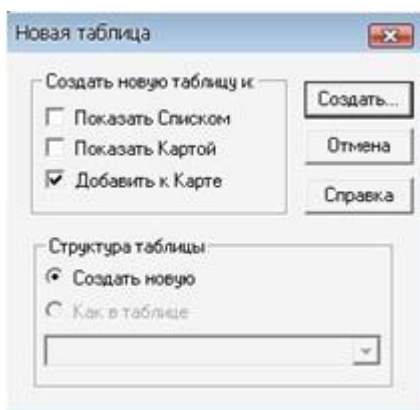 Новая таблица
Создать новую таблицу и:
Показать Списком
Показать Картой
Добавить к Карте
Создать...
Отмена
Справка
Структура таблицы
Создать новую
Как в таблице